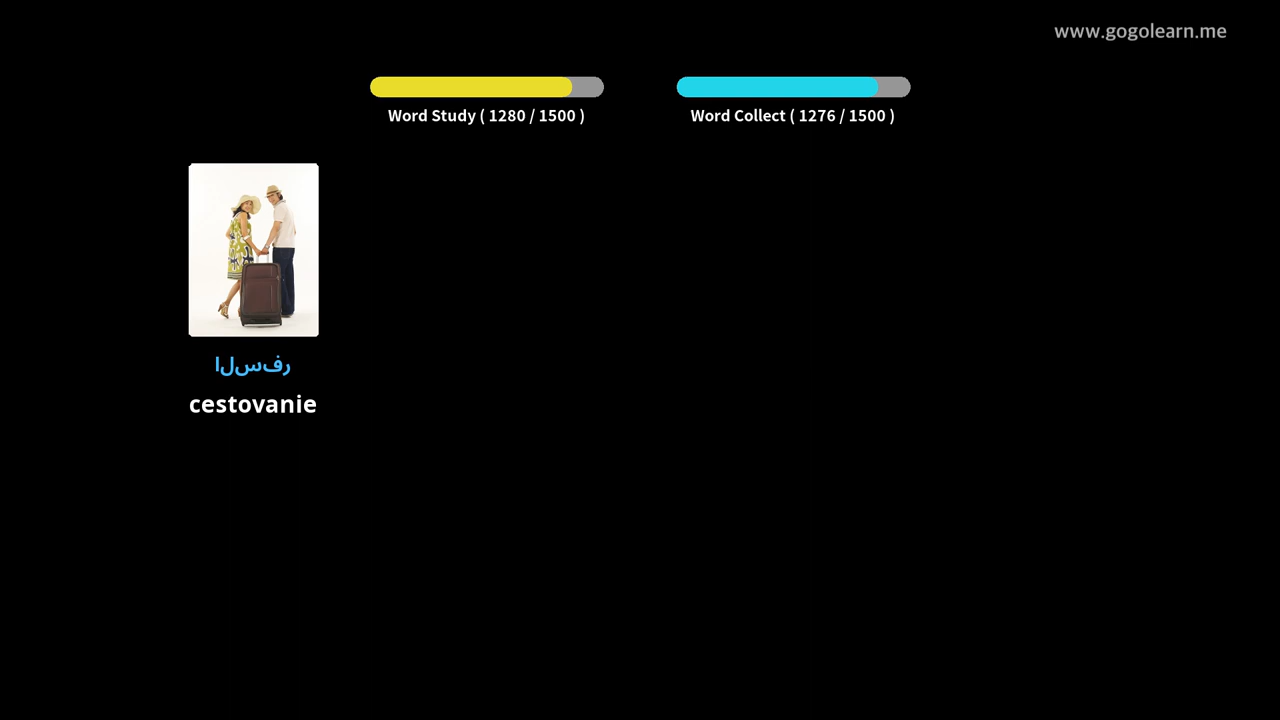 www.gogolearn.me
Word Study ( 1280 / 1500 )
Word Collect ( 1276 / 1500 )
السفر
cestovanie